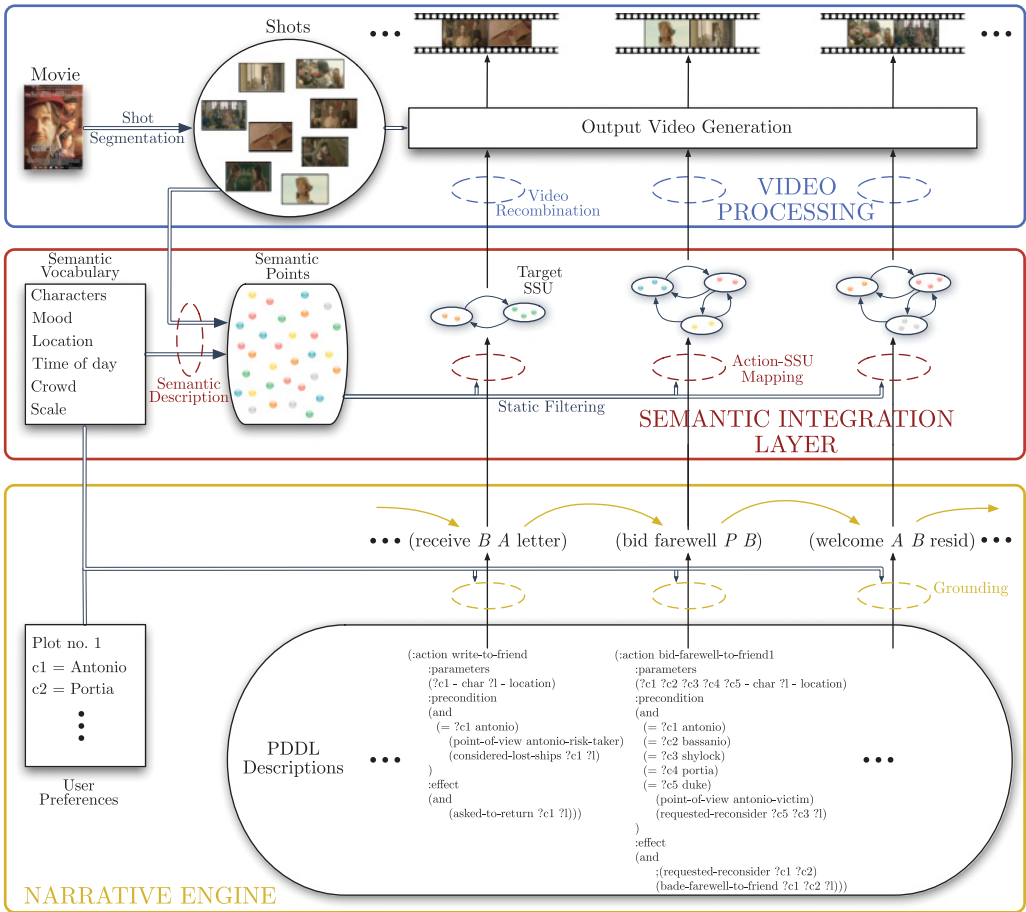 Shots
Movie
Shot
Segmentation
Output Video Generation
Video
Recombination
VIDEO
PROCESSING
Semantic
Vocabulary
Characters
Mood
Location
Time of day
Crowd
Scale
Semantic
Description
Semantic
Points
Target
SSU
Action-SSU
Mapping
Static Filtering
SEMANTIC INTEGRATION
LAYER
(receive B A letter)
(bid farewell P B)
(welcome A B resid)
Grounding
Plot no. 1
c1 = Antonio
c2 = Portia
User
Preferences
PDDL
Descriptions
(:action write-to-friend
:parameters
(?c1 - char ?l - location)
:precondition
(and
(= ?c1 antonio)
(point-of-view antonio-risk-taker)
(considered-lost-ships ?c1 ?l)
)
:effect
(and
(asked-to-return ?c1 ?l)))
(:action bid-farewell-to-friend1
:parameters
(?c1 ?c2 ?c3 ?c4 ?c5 - char ?l - location)
:precondition
(and
(= ?c1 antonio)
(= ?c2 bassanio)
(= ?c3 shylock)
(= ?c4 portia)
(= ?c5 duke)
(point-of-view antonio-victim)
(requested-reconsider ?c5 ?c3 ?l)
)
:effect
(and
;(requested-reconsider ?c1 ?c2)
(bade-farewell-to-friend ?c1 ?c2 ?l)))
NARRATIVE ENGINE